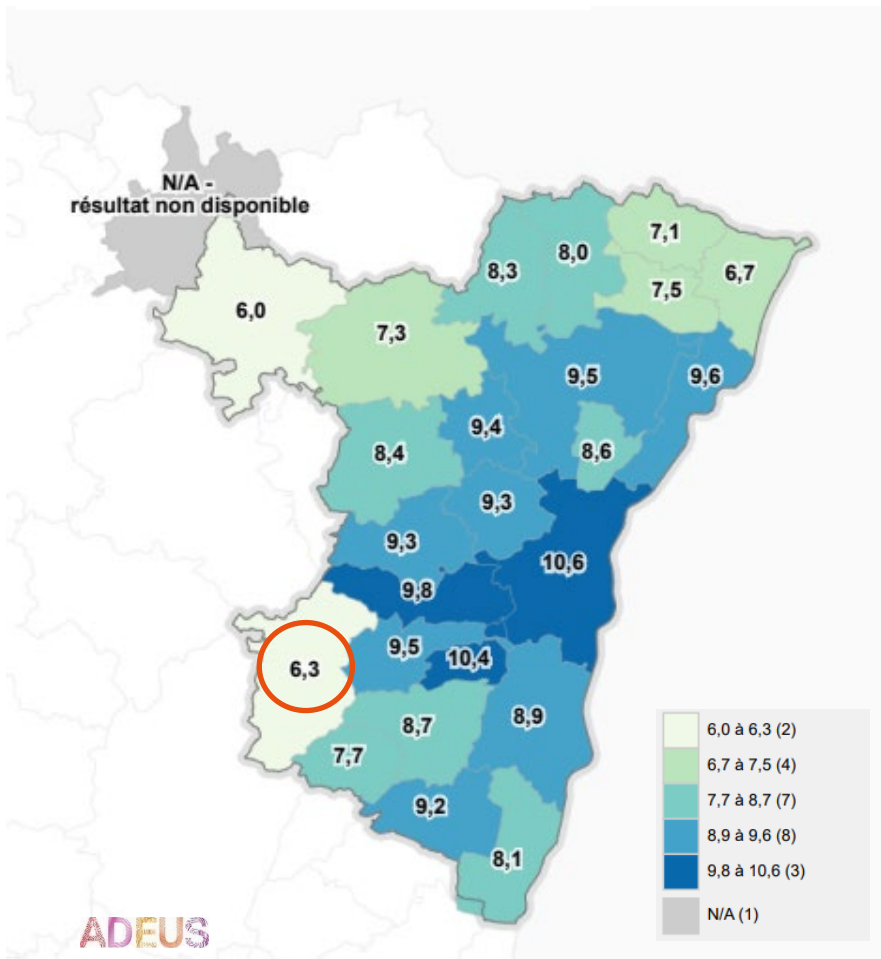 N/A -
résultat non disponible
7,1
8,0
8,3
6,7
7,5
6,0
7,3
9,5
9,6
9,4
8,4
8,6
9,3
9,3
10,6
9,8
9,5
10,4
6,3
8,9
8,7
7,7
9,2
8,1
6,0 à 6,3 (2)
6,7 à 7,5 (4)
7,7 à 8,7 (7)
8,9 à 9,6 (8)
9,8 à 10,6 (3)
N/A (1)
ADEUS